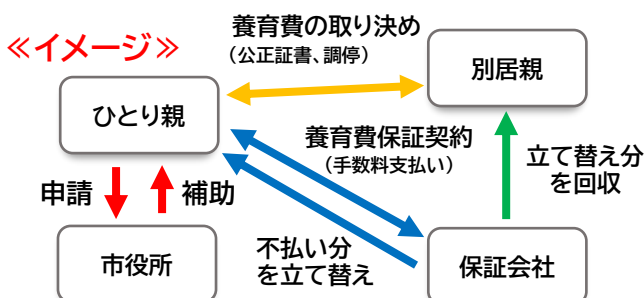 ≪イメージ≫
養育費の取り決め
（公正証書、調停）
別居親
ひとり親
養育費保証契約
（手数料支払い）
立て替え分
を回収
申請
補助
市役所
不払い分
を立て替え
保証会社